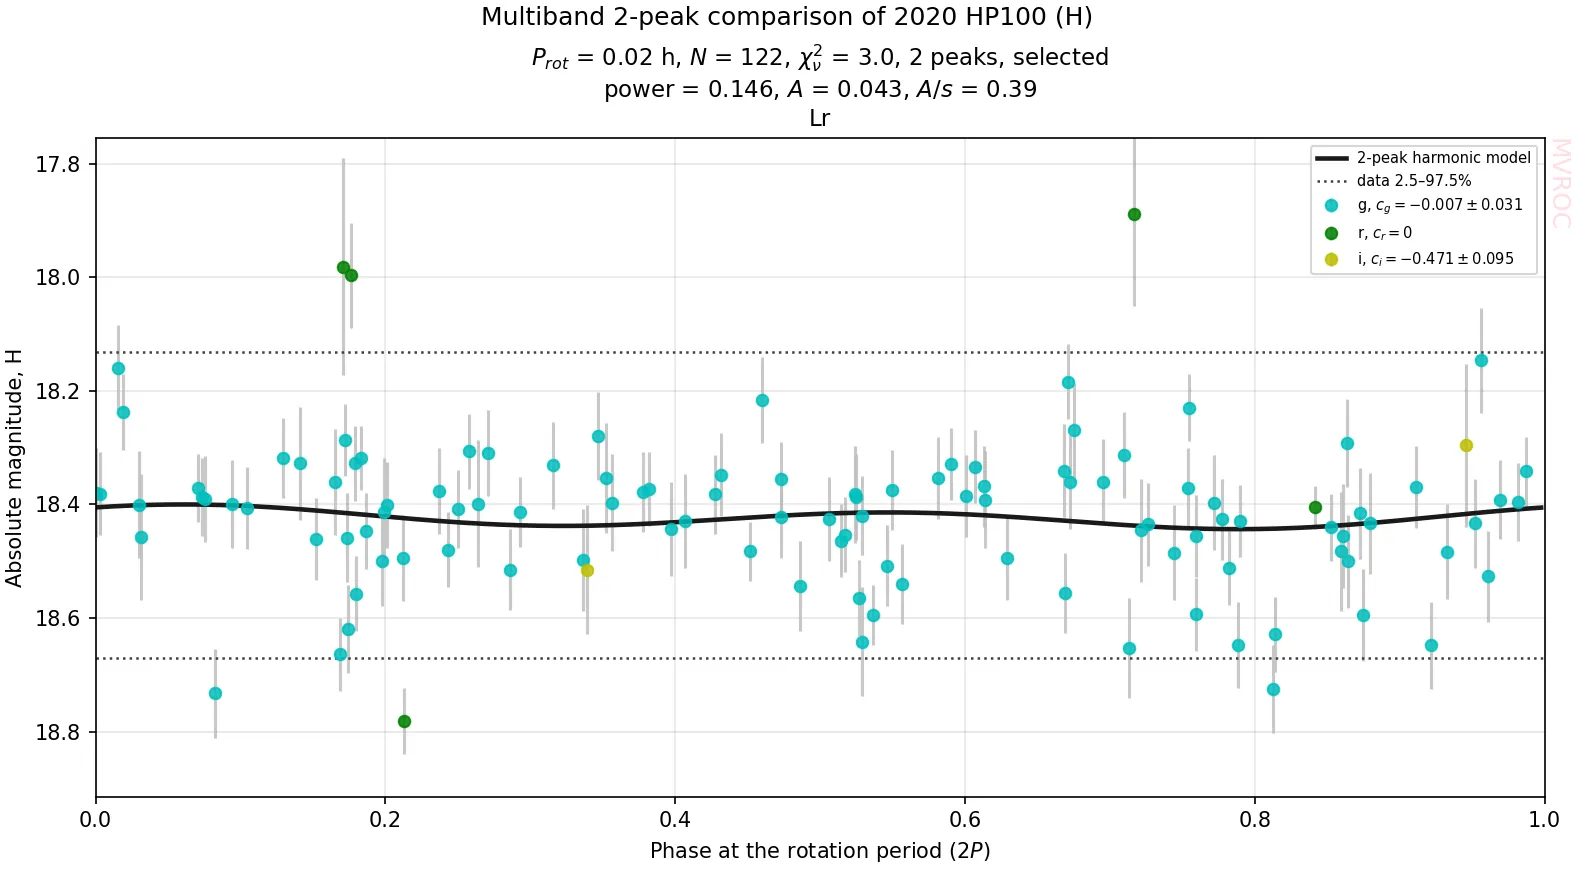 Multiband 2-peak comparison of 2020 HP100 (H)
P_rot = 0.02 h, N = 122, χ²_ν = 3.0, 2 peaks, selected
power = 0.146, A = 0.043, A/s = 0.39
Lr
2-peak harmonic model
data 2.5–97.5%
g, c_g = −0.007 ± 0.031
r, c_r = 0
i, c_i = −0.471 ± 0.095
MVROC
Absolute magnitude, H
17.8
18.0
18.2
18.4
18.6
18.8
0.0 0.2 0.4 0.6 0.8 1.0
Phase at the rotation period (2P)